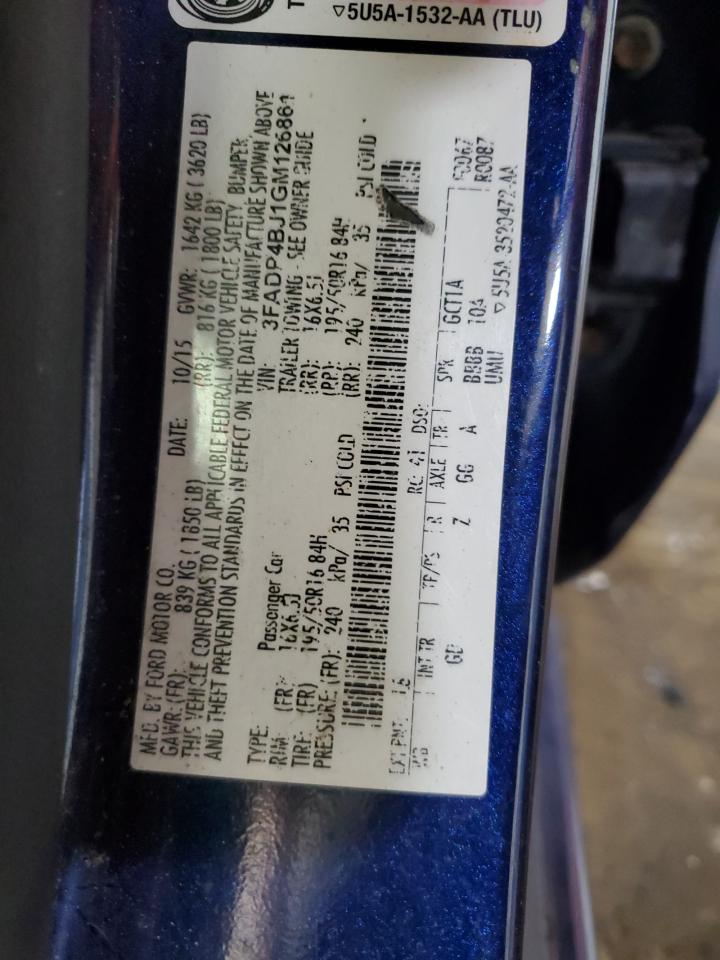 5U5A-1532-AA (TLU)
MFD. BY FORD MOTOR CO. DATE: 10/15 GVWR: 1642 KG ( 3620 LB)
GAWR: (FR): 839 KG ( 1850 LB) (RR): 816 KG ( 1800 LB)
THIS VEHICLE CONFORMS TO ALL APPLICABLE FEDERAL MOTOR VEHICLE SAFETY, BUMPER
AND THEFT PREVENTION STANDARDS IN EFFECT ON THE DATE OF MANUFACTURE SHOWN ABOVE
VIN: 3FADP4BJ1GM126861
TYPE: Passenger Car TRAILER TOWING - SEE OWNER GUIDE
RIM: (FR) 16X6.5J (RR): 16X6.5J
TIRE: (FR) 195/50R16 84H (RR): 195/50R16 84H
PRESSURE: (FR): 240 kPa/ 35 PSI COLD (RR): 240 kPa/ 35 PSI COLD
EXT PNT: L6 RC: 41 DSO:
WB INT TR TP/PS R AXLE TR SPR GCT1A
GD Z GG A BBBB 104 R0087
UMU 5U5A-3520472-AA